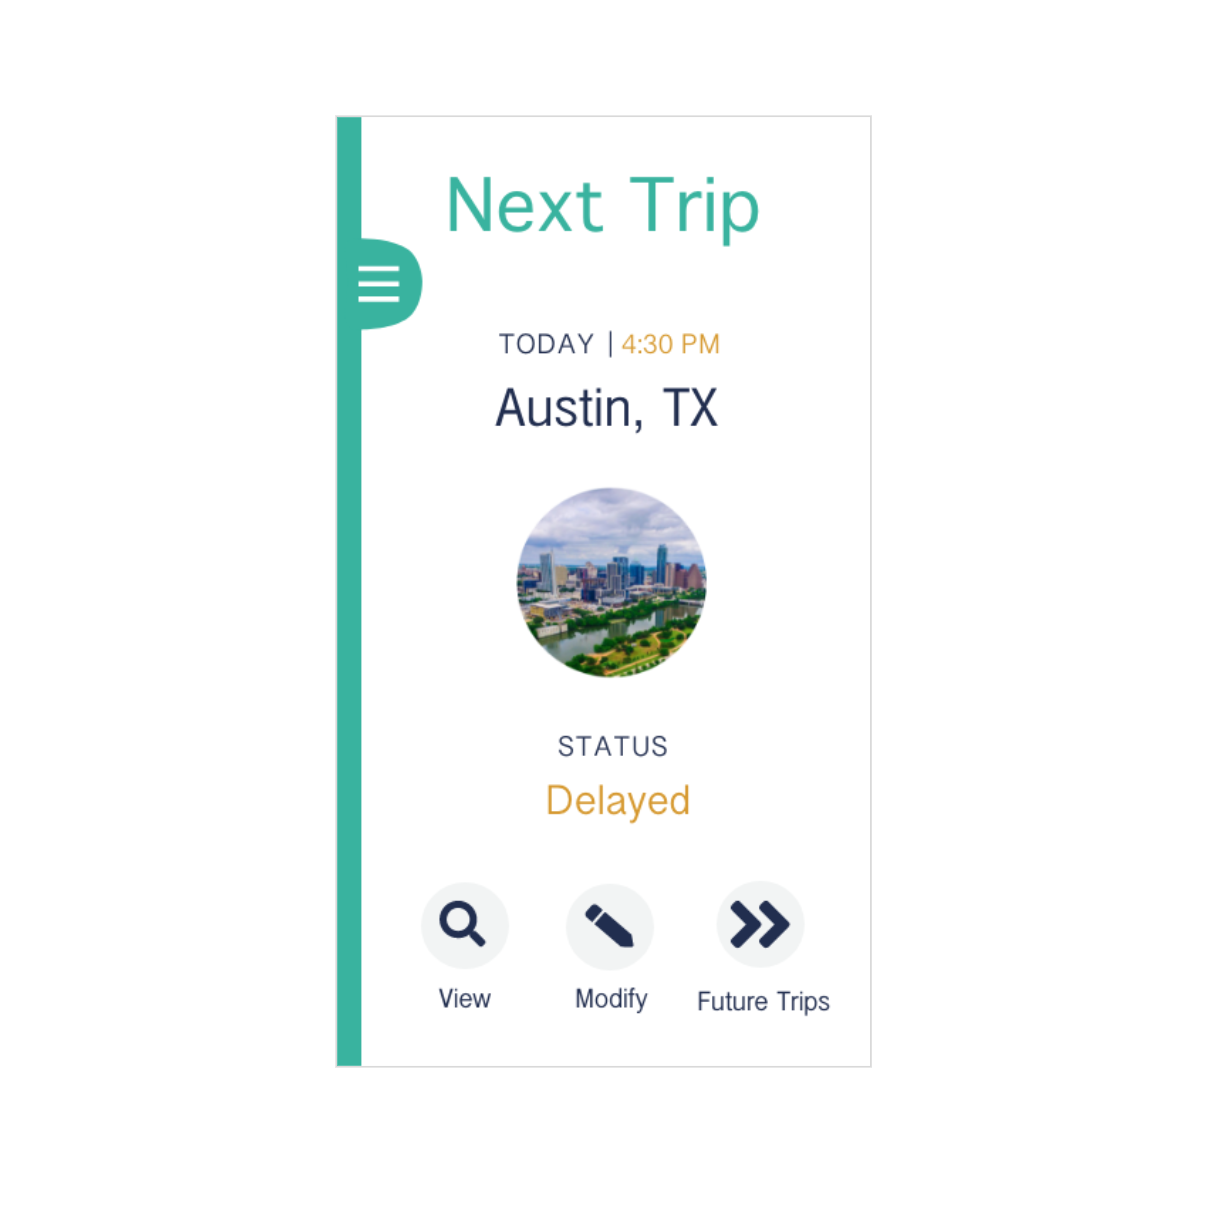 Next Trip
TODAY | 4:30 PM
Austin, TX
STATUS
Delayed
View
Modify
Future Trips